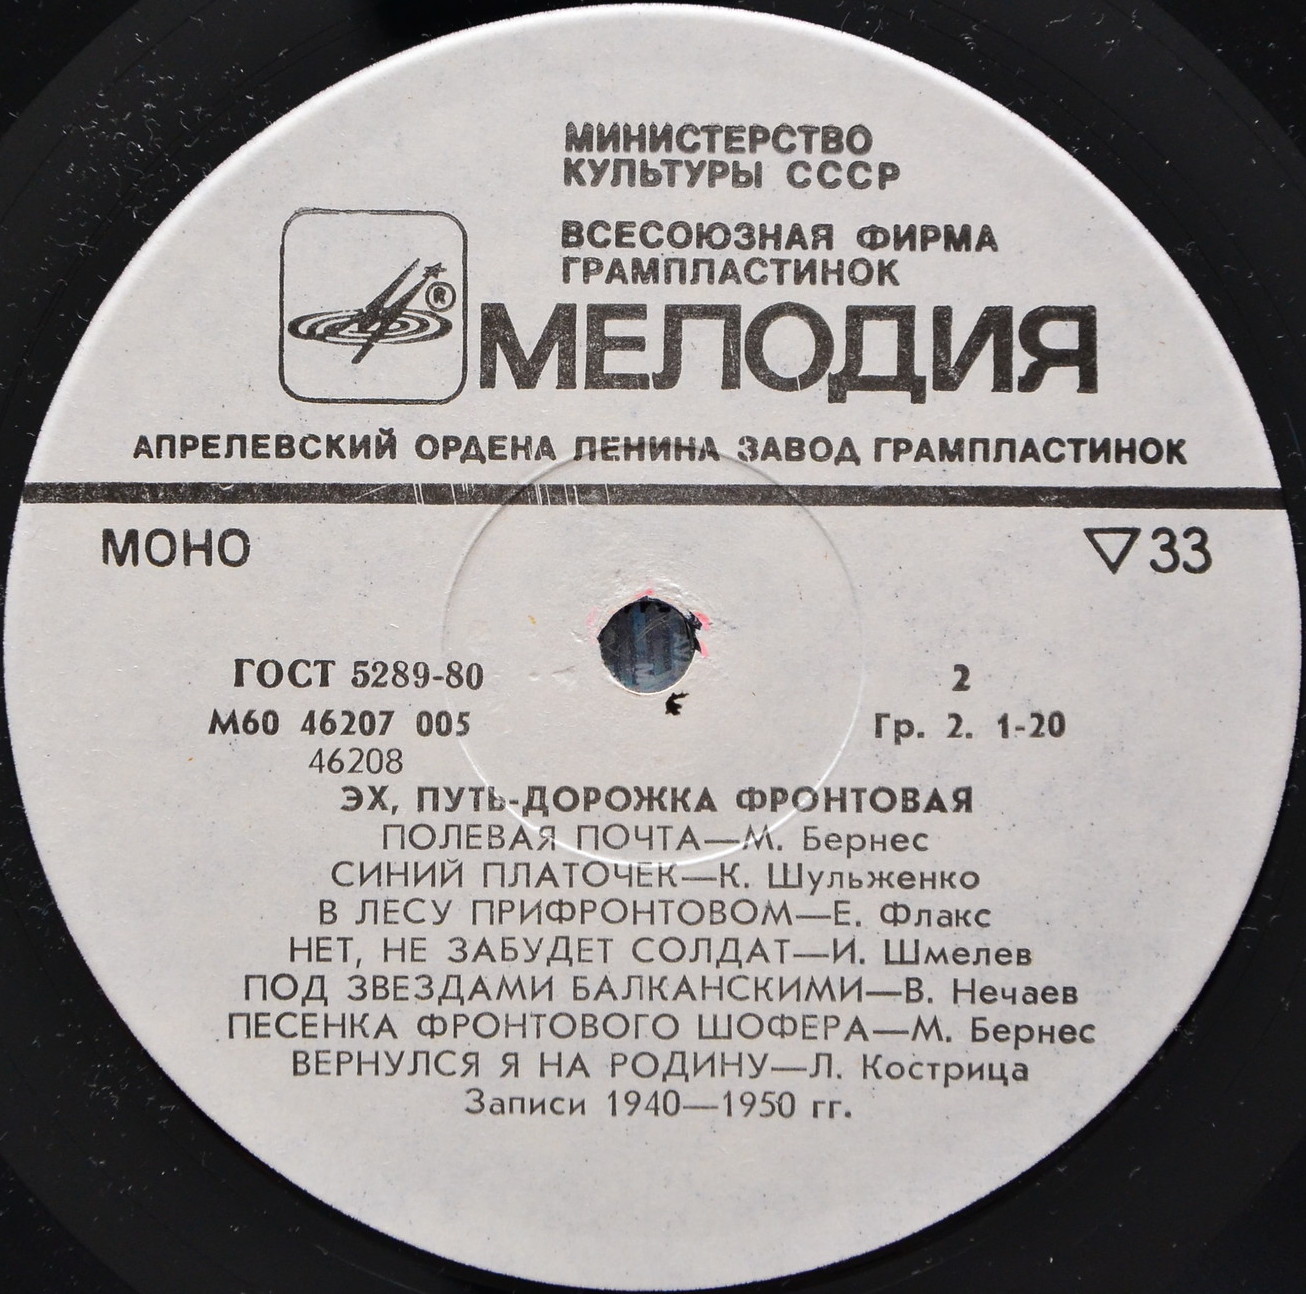 МИНИСТЕРСТВО
КУЛЬТУРЫ СССР
ВСЕСОЮЗНАЯ ФИРМА
ГРАМПЛАСТИНОК
®
МЕЛОДИЯ
АПРЕЛЕВСКИЙ ОРДЕНА ЛЕНИНА ЗАВОД ГРАМПЛАСТИНОК
МОНО
▽33
ГОСТ 5289-80
2
М60 46207 005
Гр. 2. 1-20
46208
ЭХ, ПУТЬ-ДОРОЖКА ФРОНТОВАЯ
ПОЛЕВАЯ ПОЧТА—М. Бернес
СИНИЙ ПЛАТОЧЕК—К. Шульженко
В ЛЕСУ ПРИФРОНТОВОМ—Е. Флакс
НЕТ, НЕ ЗАБУДЕТ СОЛДАТ—И. Шмелев
ПОД ЗВЕЗДАМИ БАЛКАНСКИМИ—В. Нечаев
ПЕСЕНКА ФРОНТОВОГО ШОФЕРА—М. Бернес
ВЕРНУЛСЯ Я НА РОДИНУ—Л. Кострица
Записи 1940—1950 гг.